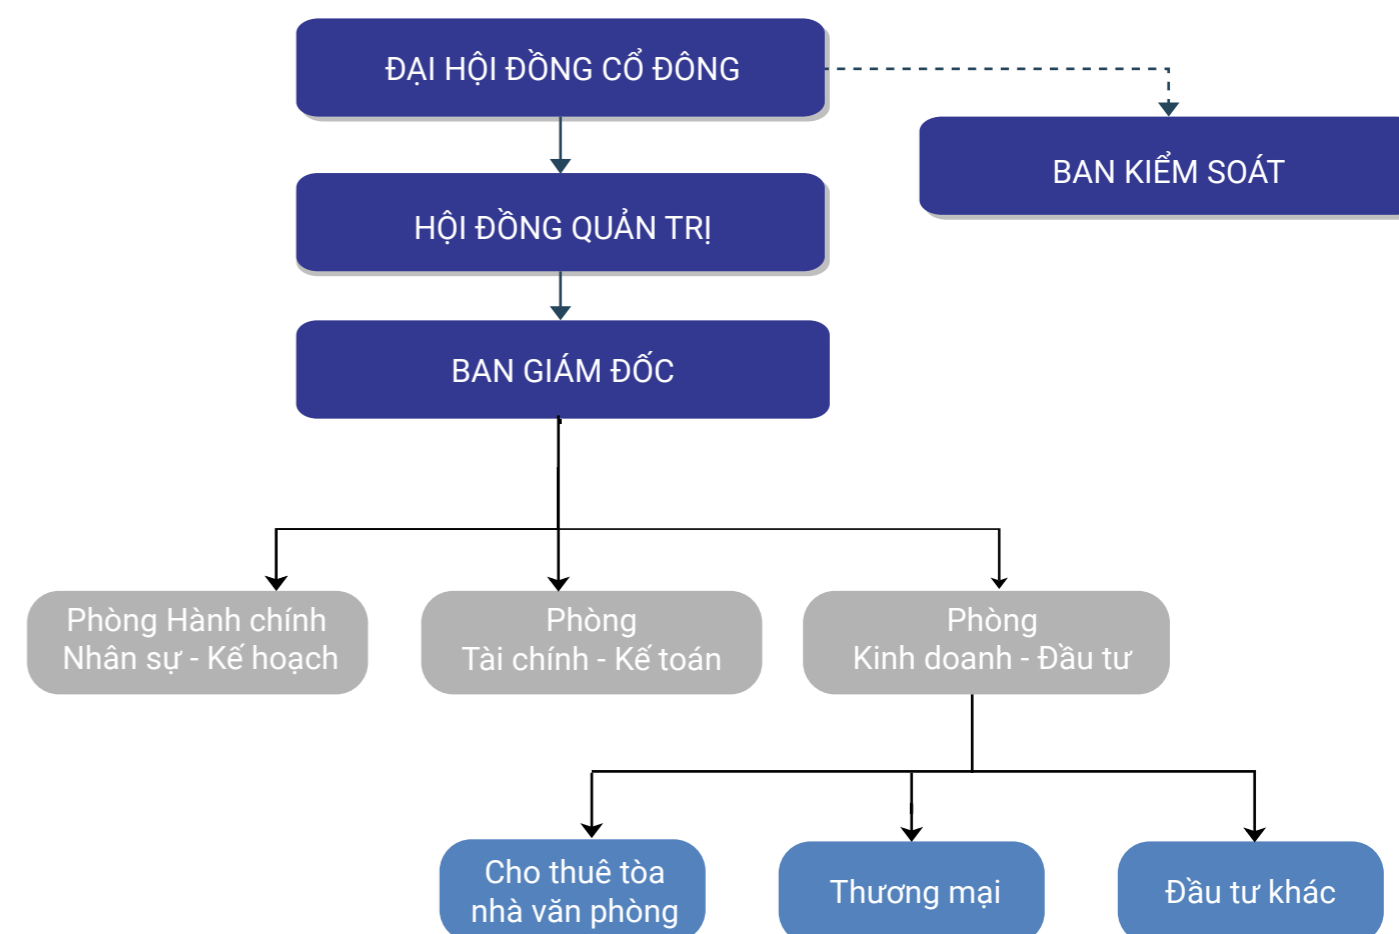 ĐẠI HỘI ĐỒNG CỔ ĐÔNG
BAN KIỂM SOÁT
HỘI ĐỒNG QUẢN TRỊ
BAN GIÁM ĐỐC
Phòng Hành chính
Nhân sự - Kế hoạch
Phòng
Tài chính - Kế toán
Phòng
Kinh doanh - Đầu tư
Cho thuê tòa
nhà văn phòng
Thương mại
Đầu tư khác